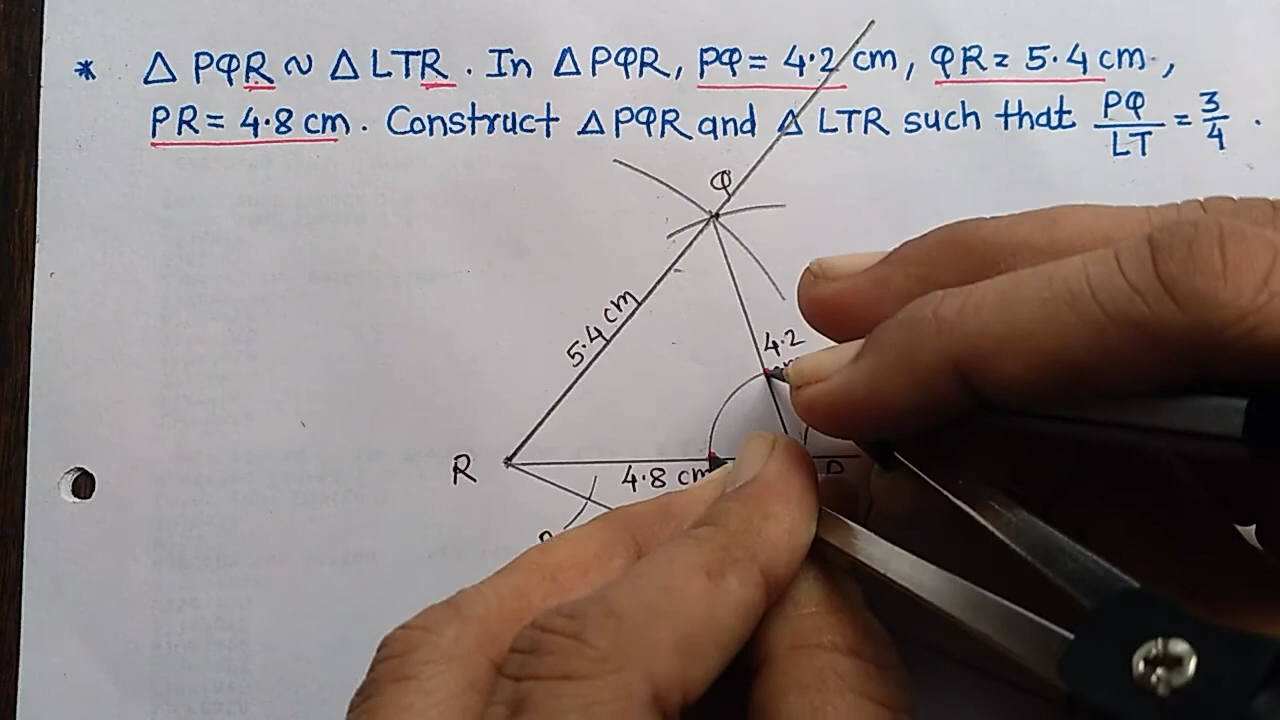 * Δ PQR ~ Δ LTR. In Δ PQR, PQ = 4.2 cm, QR = 5.4 cm,
PR = 4.8 cm. Construct Δ PQR and Δ LTR such that PQ/LT = 3/4.
Q
5.4 cm
4.2
R
4.8 cm